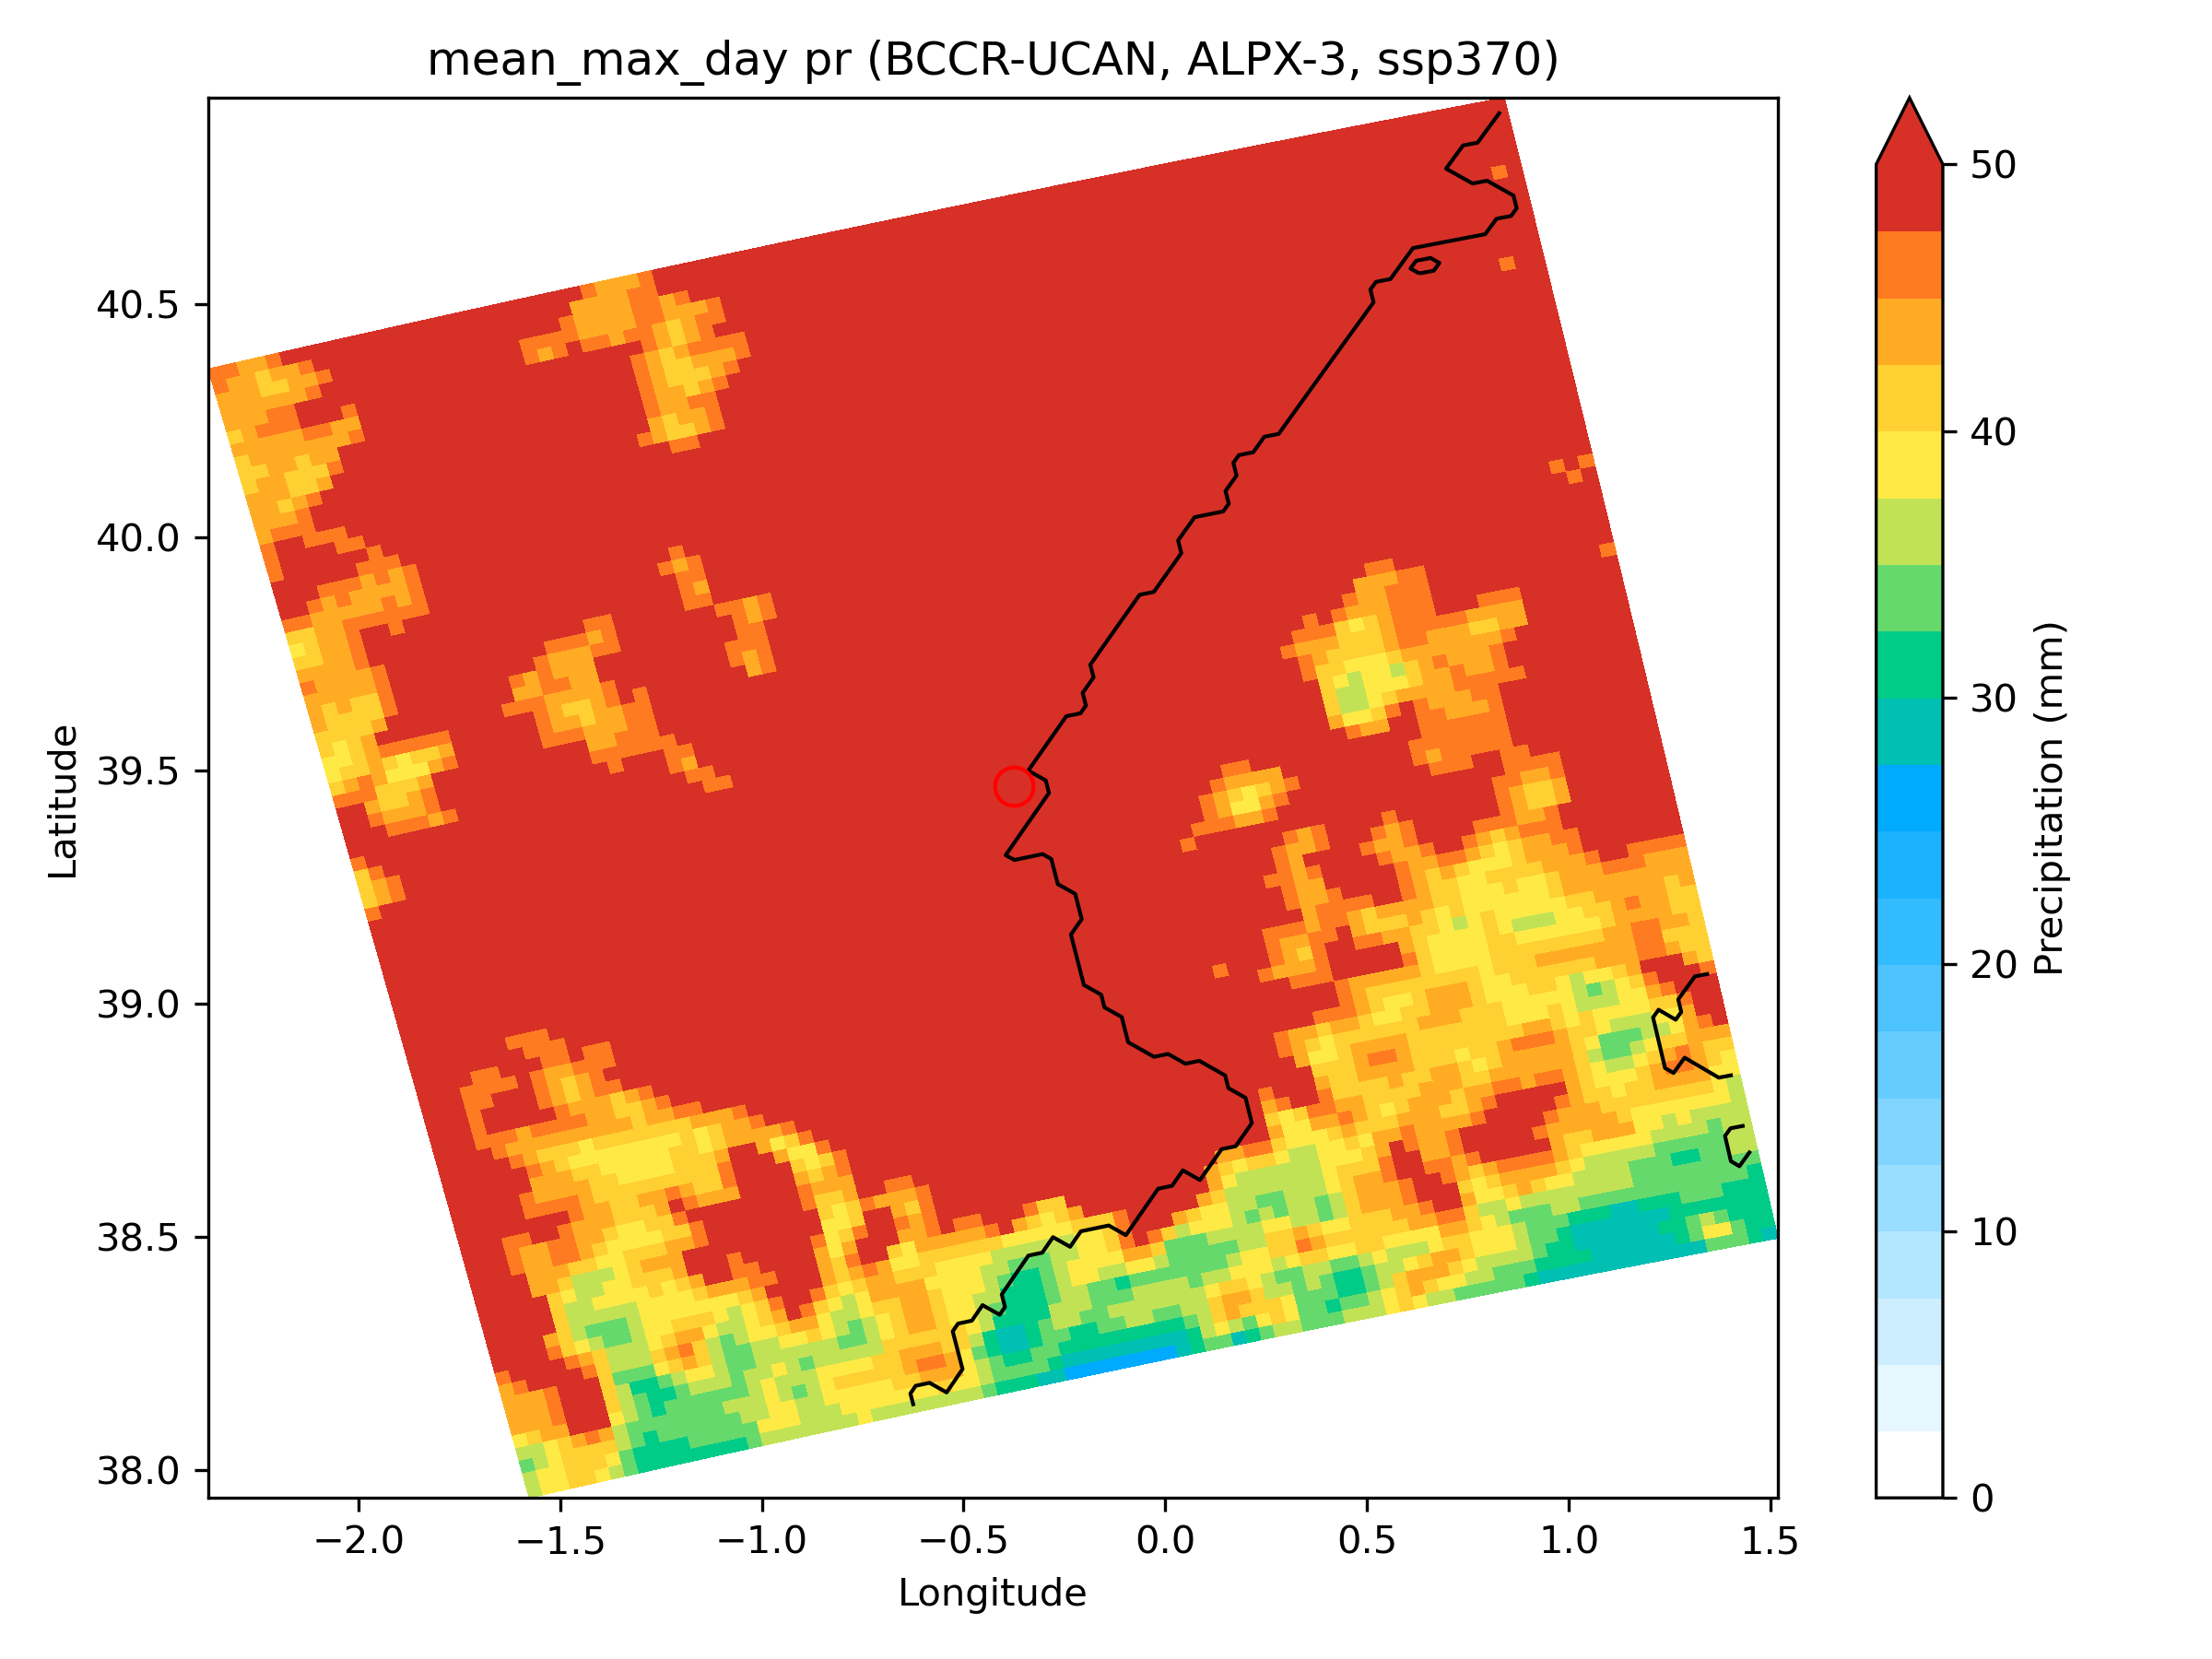 mean_max_day pr (BCCR-UCAN, ALPX-3, ssp370)
Latitude
40.5
40.0
39.5
39.0
38.5
38.0
−2.0 −1.5 −1.0 −0.5 0.0 0.5 1.0 1.5
Longitude
50
40
30
20
10
0
Precipitation (mm)